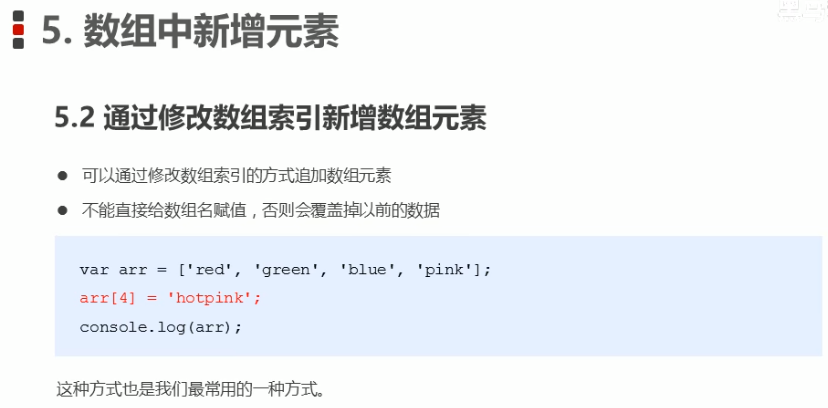 5. 数组中新增元素
5.2 通过修改数组索引新增数组元素
● 可以通过修改数组索引的方式追加数组元素
● 不能直接给数组名赋值，否则会覆盖掉以前的数据
var arr = ['red', 'green', 'blue', 'pink'];
arr[4] = 'hotpink';
console.log(arr);
这种方式也是我们最常用的一种方式。